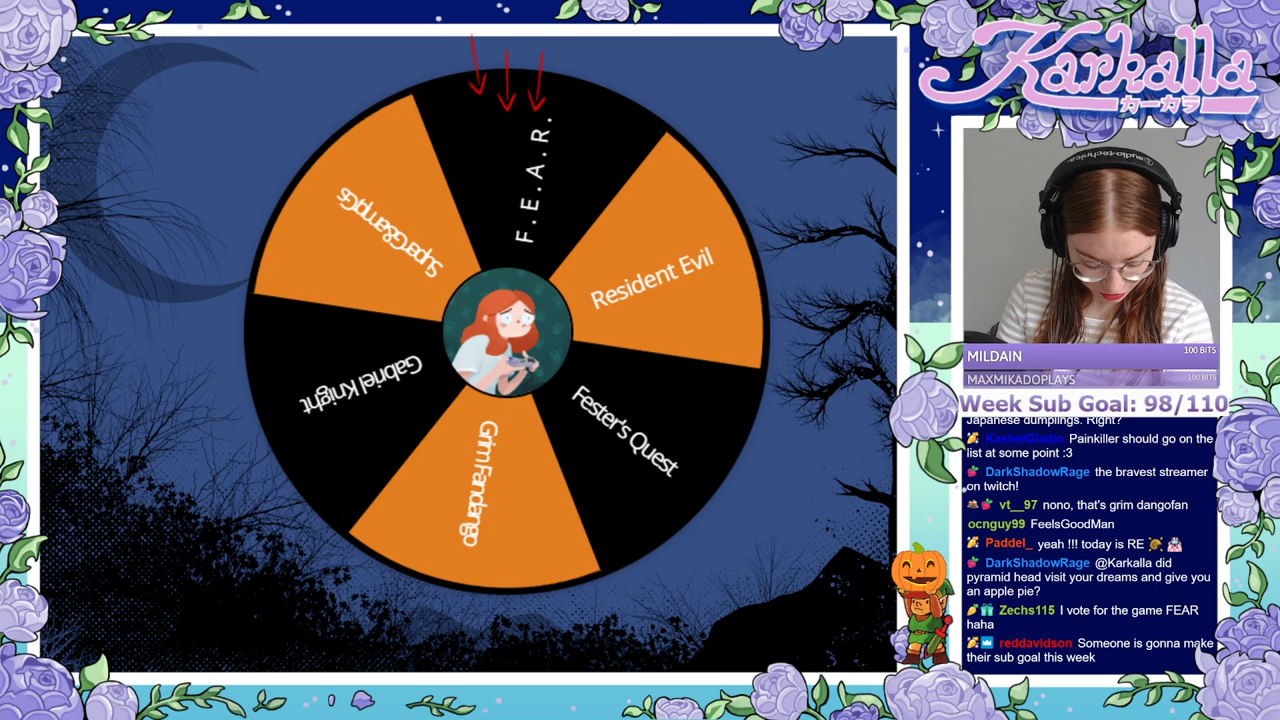 Karkalla
カーカラ
audio-technica
F.E.A.R.
Resident Evil
Fester's Quest
Grim Fandango
Gabriel Knight
MILDAIN 100 BITS
MAXMIKADOPLAYS 100 BITS
Week Sub Goal: 98/110
Japanese dumplings. Right?
KashelGladio Painkiller should go on the
list at some point :3
DarkShadowRage the bravest streamer
on twitch!
vt__97 nono, that's grim dangofan
ocnguy99 FeelsGoodMan
Paddel_ yeah !!! today is RE
DarkShadowRage @Karkalla did
pyramid head visit your dreams and give you
an apple pie?
Zechs115 I vote for the game FEAR
haha
reddavidson Someone is gonna make
their sub goal this week